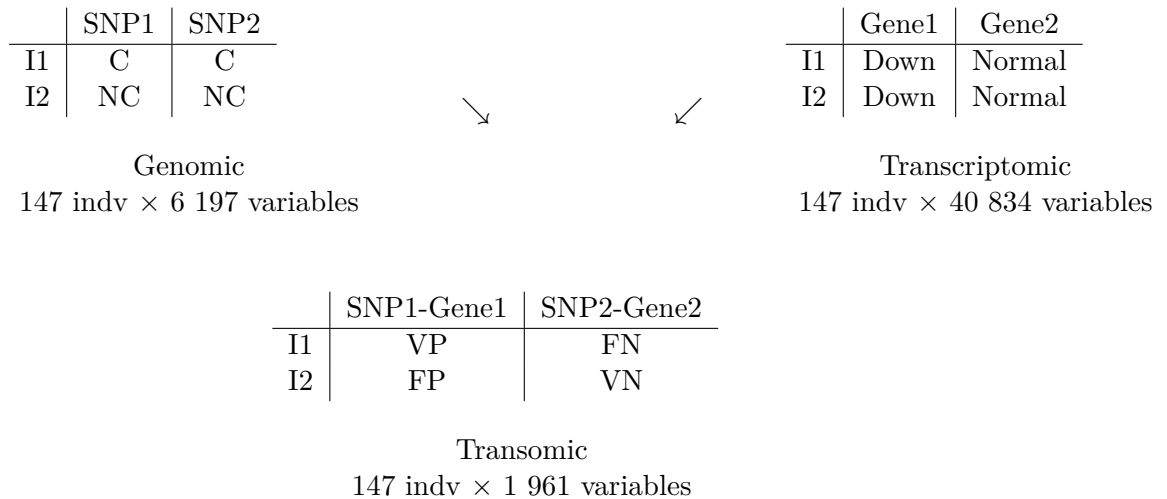 SNP1 SNP2
I1 C C
I2 NC NC
Genomic
147 indv × 6 197 variables
Gene1 Gene2
I1 Down Normal
I2 Down Normal
Transcriptomic
147 indv × 40 834 variables
SNP1-Gene1 SNP2-Gene2
I1 VP FN
I2 FP VN
Transomic
147 indv × 1 961 variables